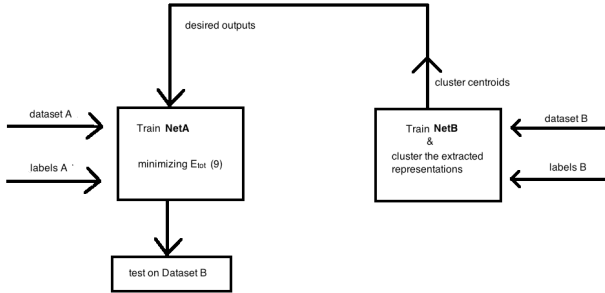 desired outputs
cluster centroids
dataset A
Train NetA
Train NetB
&
dataset B
minimizing Etot (9)
cluster the extracted
representations
labels A
labels B
test on Dataset B